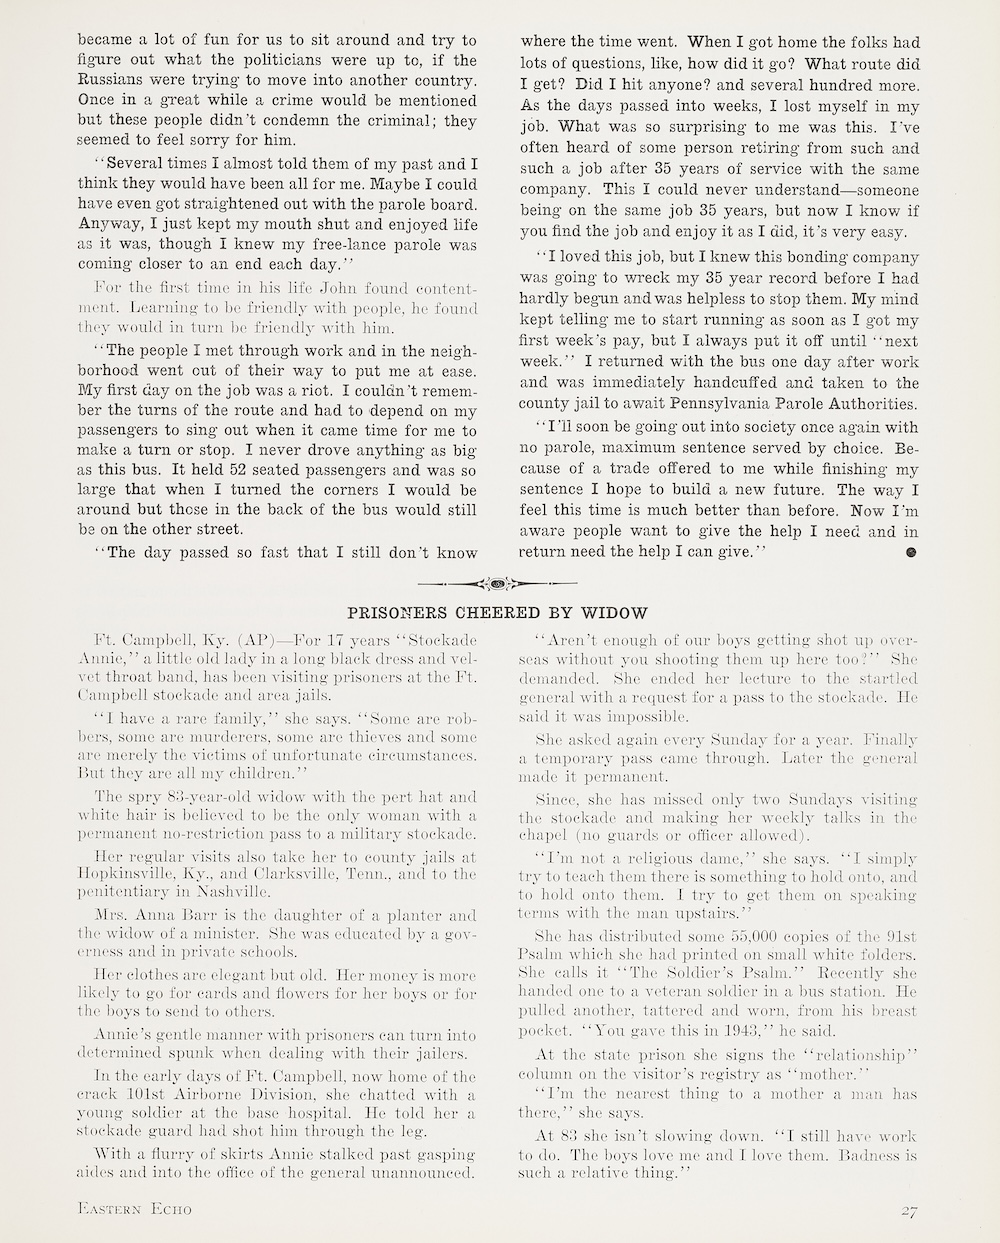 became a lot of fun for us to sit around and try to
figure out what the politicians were up to, if the
Russians were trying to move into another country.
Once in a great while a crime would be mentioned
but these people didn't condemn the criminal; they
seemed to feel sorry for him.
"Several times I almost told them of my past and I
think they would have been all for me. Maybe I could
have even got straightened out with the parole board.
Anyway, I just kept my mouth shut and enjoyed life
as it was, though I knew my free-lance parole was
coming closer to an end each day."
For the first time in his life John found content-
ment. Learning to be friendly with people, he found
they would in turn be friendly with him.
"The people I met through work and in the neigh-
borhood went out of their way to put me at ease.
My first day on the job was a riot. I couldn't remem-
ber the turns of the route and had to depend on my
passengers to sing out when it came time for me to
make a turn or stop. I never drove anything as big
as this bus. It held 52 seated passengers and was so
large that when I turned the corners I would be
around but those in the back of the bus would still
be on the other street.
"The day passed so fast that I still don't know
where the time went. When I got home the folks had
lots of questions, like, how did it go? What route did
I get? Did I hit anyone? and several hundred more.
As the days passed into weeks, I lost myself in my
job. What was so surprising to me was this. I've
often heard of some person retiring from such and
such a job after 35 years of service with the same
company. This I could never understand—someone
being on the same job 35 years, but now I know if
you find the job and enjoy it as I did, it's very easy.
"I loved this job, but I knew this bonding company
was going to wreck my 35 year record before I had
hardly begun and was helpless to stop them. My mind
kept telling me to start running as soon as I got my
first week's pay, but I always put it off until "next
week." I returned with the bus one day after work
and was immediately handcuffed and taken to the
county jail to await Pennsylvania Parole Authorities.
"I'll soon be going out into society once again with
no parole, maximum sentence served by choice. Be-
cause of a trade offered to me while finishing my
sentence I hope to build a new future. The way I
feel this time is much better than before. Now I'm
aware people want to give the help I need and in
return need the help I can give."
PRISONERS CHEERED BY WIDOW
Ft. Campbell, Ky. (AP)—For 17 years "Stockade
Annie," a little old lady in a long black dress and vel-
vet throat band, has been visiting prisoners at the Ft.
Campbell stockade and area jails.
"I have a rare family," she says. "Some are rob-
bers, some are murderers, some are thieves and some
are merely the victims of unfortunate circumstances.
But they are all my children."
The spry 83-year-old widow with the pert hat and
white hair is believed to be the only woman with a
permanent no-restriction pass to a military stockade.
Her regular visits also take her to county jails at
Hopkinsville, Ky., and Clarksville, Tenn., and to the
penitentiary in Nashville.
Mrs. Anna Barr is the daughter of a planter and
the widow of a minister. She was educated by a gov-
erness and in private schools.
Her clothes are elegant but old. Her money is more
likely to go for cards and flowers for her boys or for
the boys to send to others.
Annie's gentle manner with prisoners can turn into
determined spunk when dealing with their jailers.
In the early days of Ft. Campbell, now home of the
crack 101st Airborne Division, she chatted with a
young soldier at the base hospital. He told her a
stockade guard had shot him through the leg.
With a flurry of skirts Annie stalked past gasping
aides and into the office of the general unannounced.
"Aren't enough of our boys getting shot up over-
seas without you shooting them up here too?" She
demanded. She ended her lecture to the startled
general with a request for a pass to the stockade. He
said it was impossible.
She asked again every Sunday for a year. Finally
a temporary pass came through. Later the general
made it permanent.
Since, she has missed only two Sundays visiting
the stockade and making her weekly talks in the
chapel (no guards or officer allowed).
"I'm not a religious dame," she says. "I simply
try to teach them there is something to hold onto, and
to hold onto them. I try to get them on speaking
terms with the man upstairs."
She has distributed some 55,000 copies of the 91st
Psalm which she had printed on small white folders.
She calls it "The Soldier's Psalm." Recently she
handed one to a veteran soldier in a bus station. He
pulled another, tattered and worn, from his breast
pocket. "You gave this in 1943," he said.
At the state prison she signs the "relationship"
column on the visitor's registry as "mother."
"I'm the nearest thing to a mother a man has
there," she says.
At 83 she isn't slowing down. "I still have work
to do. The boys love me and I love them. Badness is
such a relative thing."
EASTERN ECHO
27